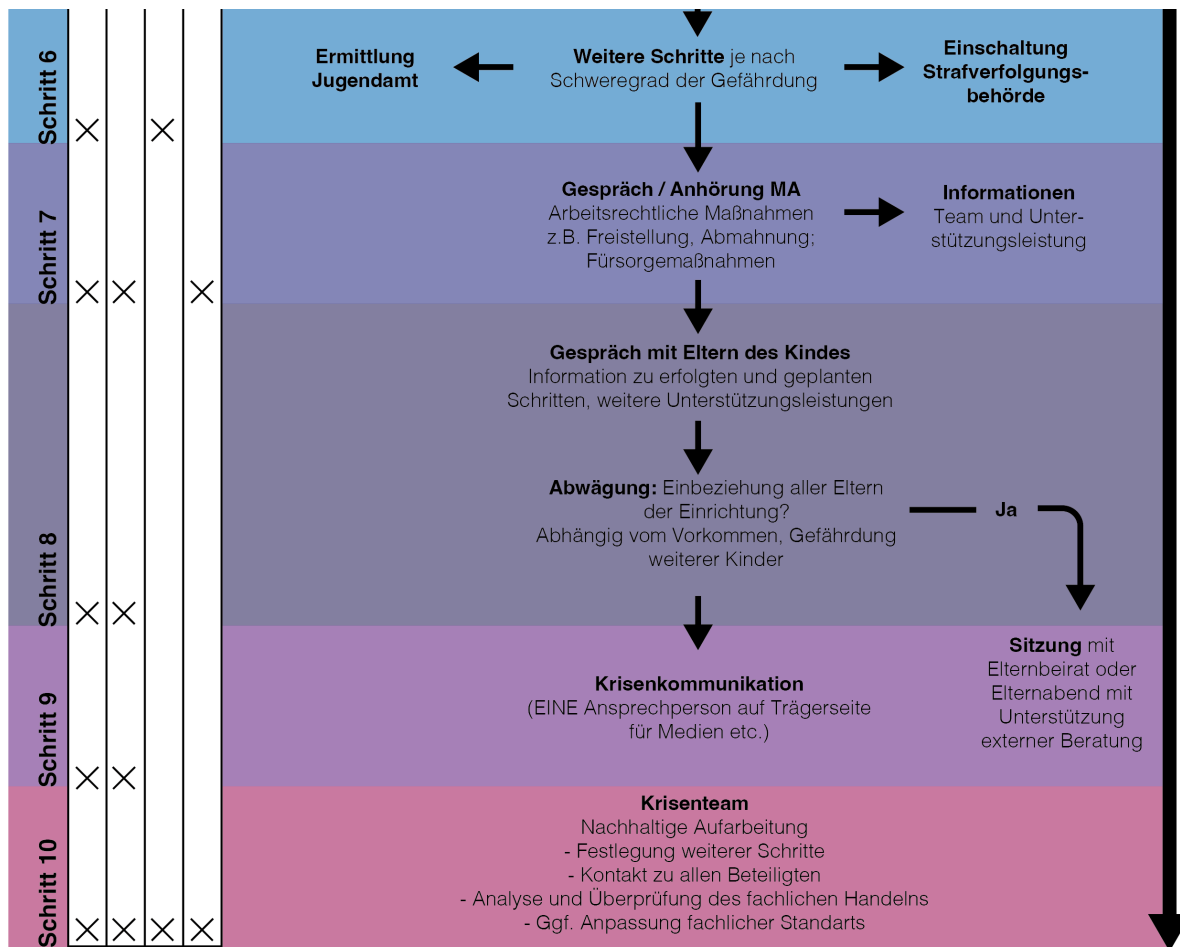 Schritt 6
Ermittlung
Jugendamt
Weitere Schritte je nach
Schweregrad der Gefährdung
Einschaltung
Strafverfolgungs-
behörde
Schritt 7
Gespräch / Anhörung MA
Arbeitsrechtliche Maßnahmen
z.B. Freistellung, Abmahnung;
Fürsorgemaßnahmen
Informationen
Team und Unter-
stützungsleistung
Schritt 8
Gespräch mit Eltern des Kindes
Information zu erfolgten und geplanten
Schritten, weitere Unterstützungsleistungen
Abwägung: Einbeziehung aller Eltern
der Einrichtung?
Abhängig vom Vorkommen, Gefährdung
weiterer Kinder
Ja
Sitzung mit
Elternbeirat oder
Elternabend mit
Unterstützung
externer Beratung
Schritt 9
Krisenkommunikation
(EINE Ansprechperson auf Trägerseite
für Medien etc.)
Schritt 10
Krisenteam
Nachhaltige Aufarbeitung
- Festlegung weiterer Schritte
- Kontakt zu allen Beteiligten
- Analyse und Überprüfung des fachlichen Handelns
- Ggf. Anpassung fachlicher Standarts